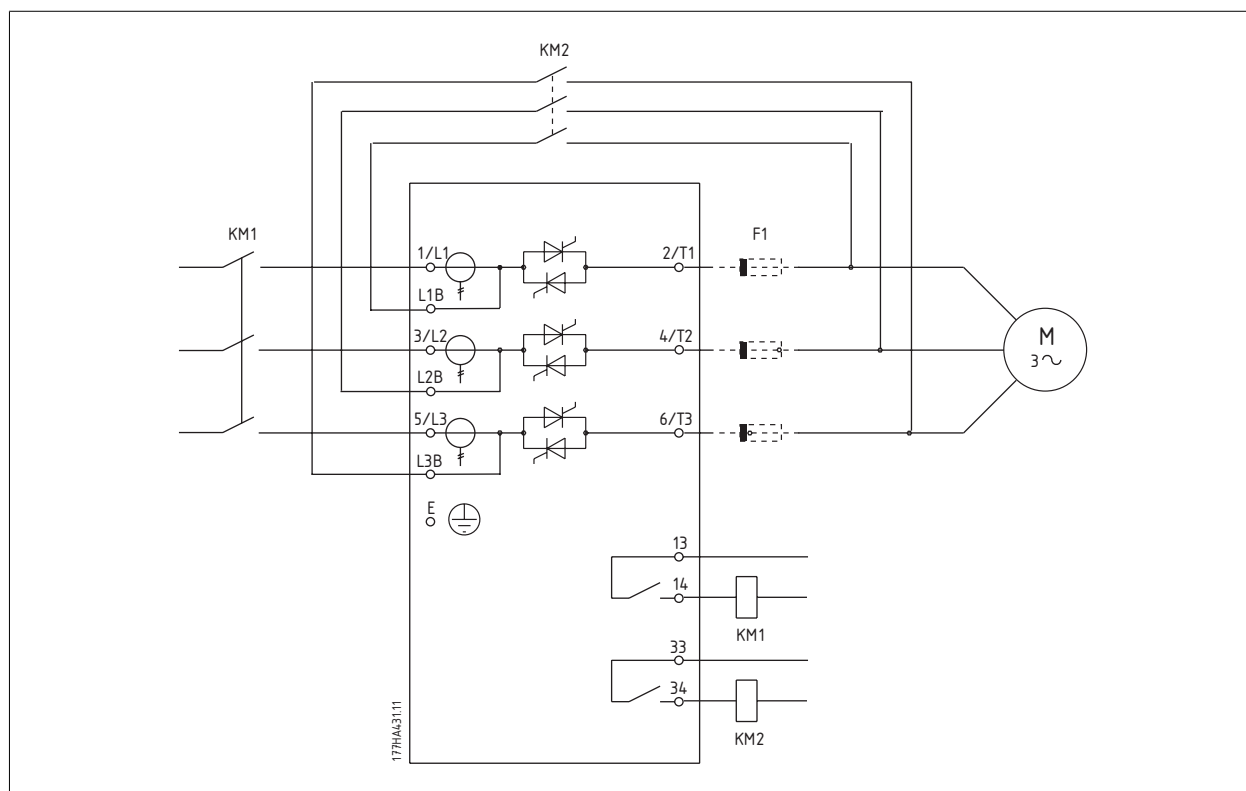 KM2
KM1
1/L1
2/T1
F1
L1B
3/L2
4/T2
M
3∿
L2B
5/L3
6/T3
L3B
E
13
14
KM1
33
34
KM2
177HA431.11